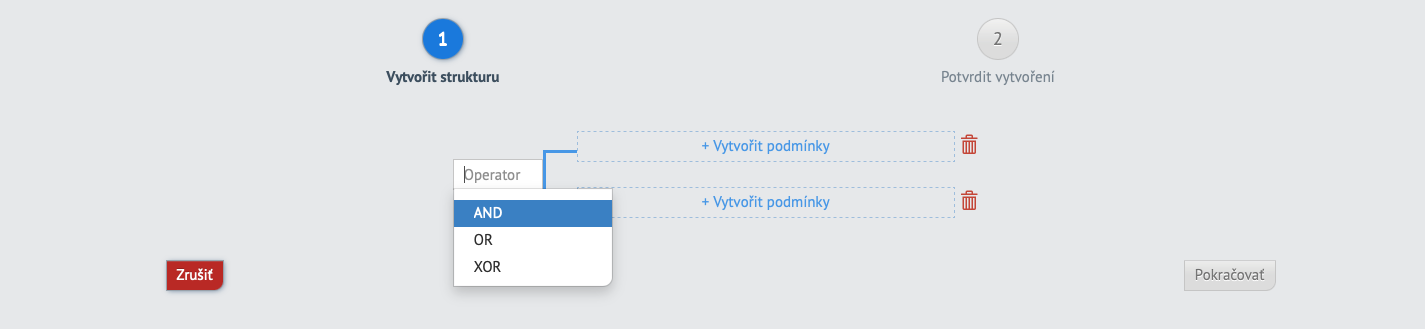 1
Vytvořit strukturu
2
Potvrdit vytvoření
+ Vytvořit podmínky
Operator
+ Vytvořit podmínky
AND
OR
XOR
Zrušiť
Pokračovať